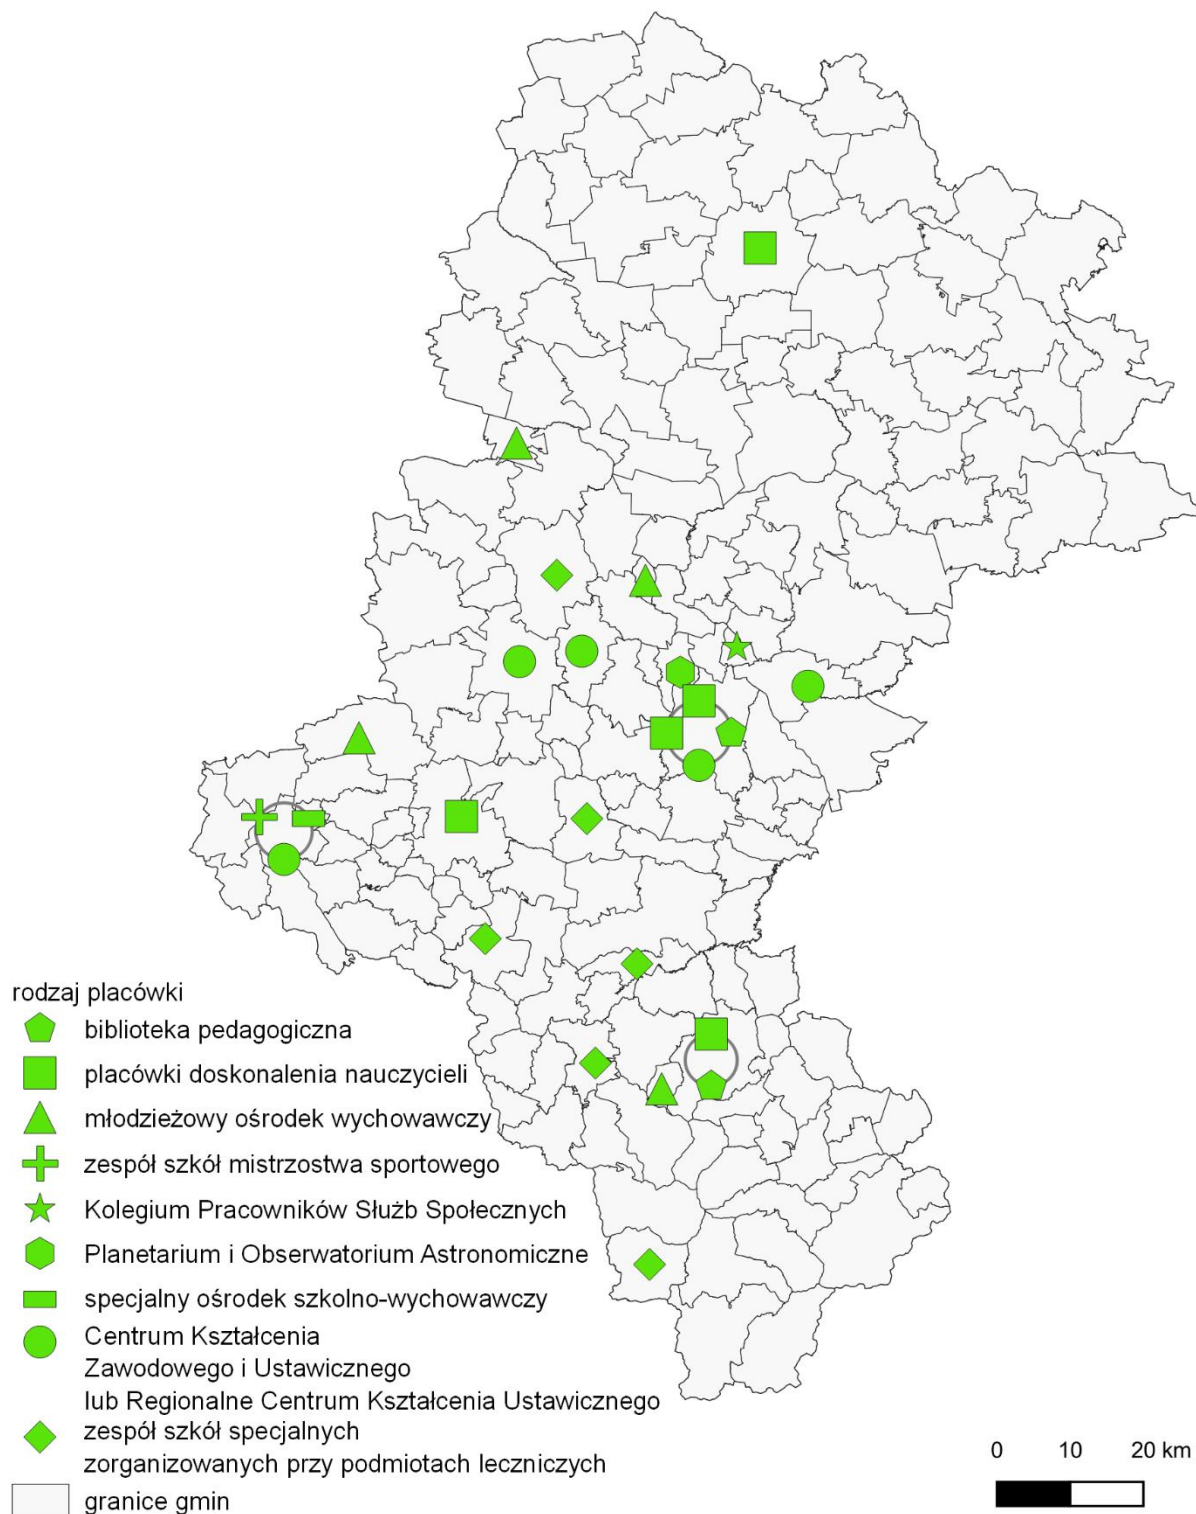 rodzaj placówki
biblioteka pedagogiczna
placówki doskonalenia nauczycieli
młodzieżowy ośrodek wychowawczy
zespół szkół mistrzostwa sportowego
Kolegium Pracowników Służb Społecznych
Planetarium i Obserwatorium Astronomiczne
specjalny ośrodek szkolno-wychowawczy
Centrum Kształcenia
Zawodowego i Ustawicznego
lub Regionalne Centrum Kształcenia Ustawicznego
zespół szkół specjalnych
zorganizowanych przy podmiotach leczniczych
granice gmin
0 10 20 km